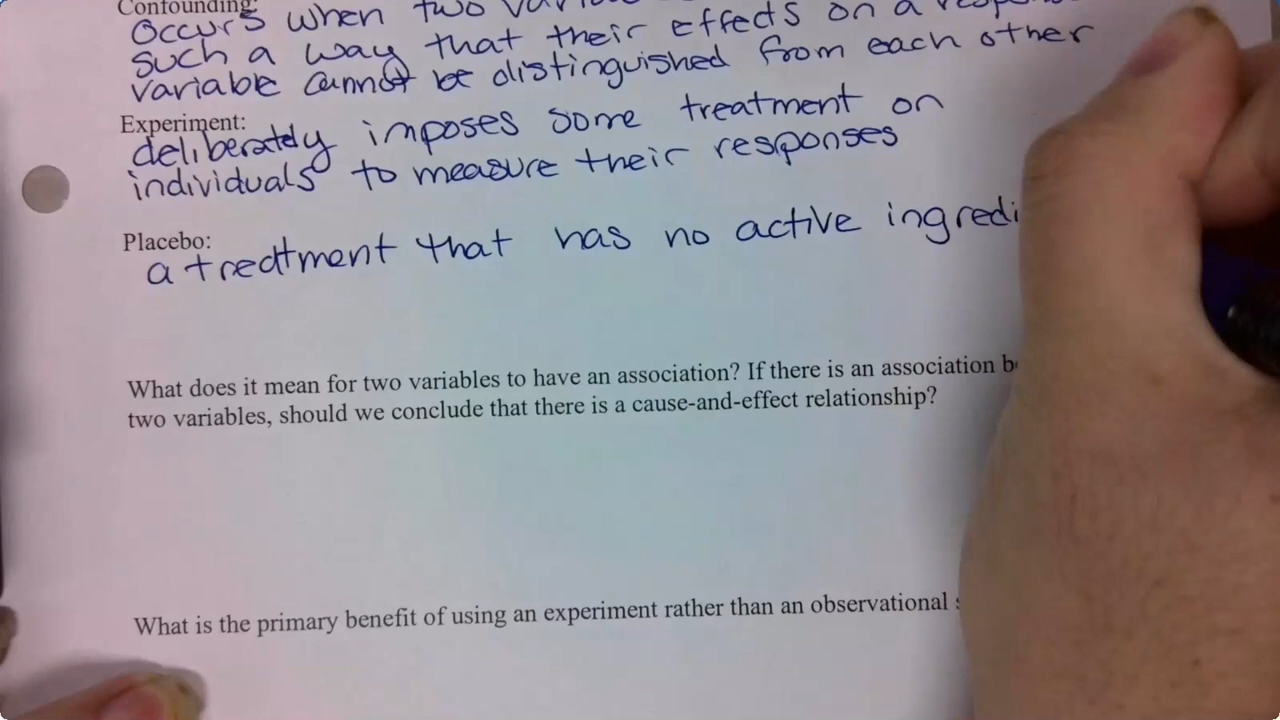 Confounding:
Occurs when two
such a way that their effects on a
variable cannot be distinguished from each other
Experiment:
deliberately imposes some treatment on
individuals to measure their responses
Placebo:
a treatment that has no active
What does it mean for two variables to have an association? If there is an association
two variables, should we conclude that there is a cause-and-effect relationship?
What is the primary benefit of using an experiment rather than an observational